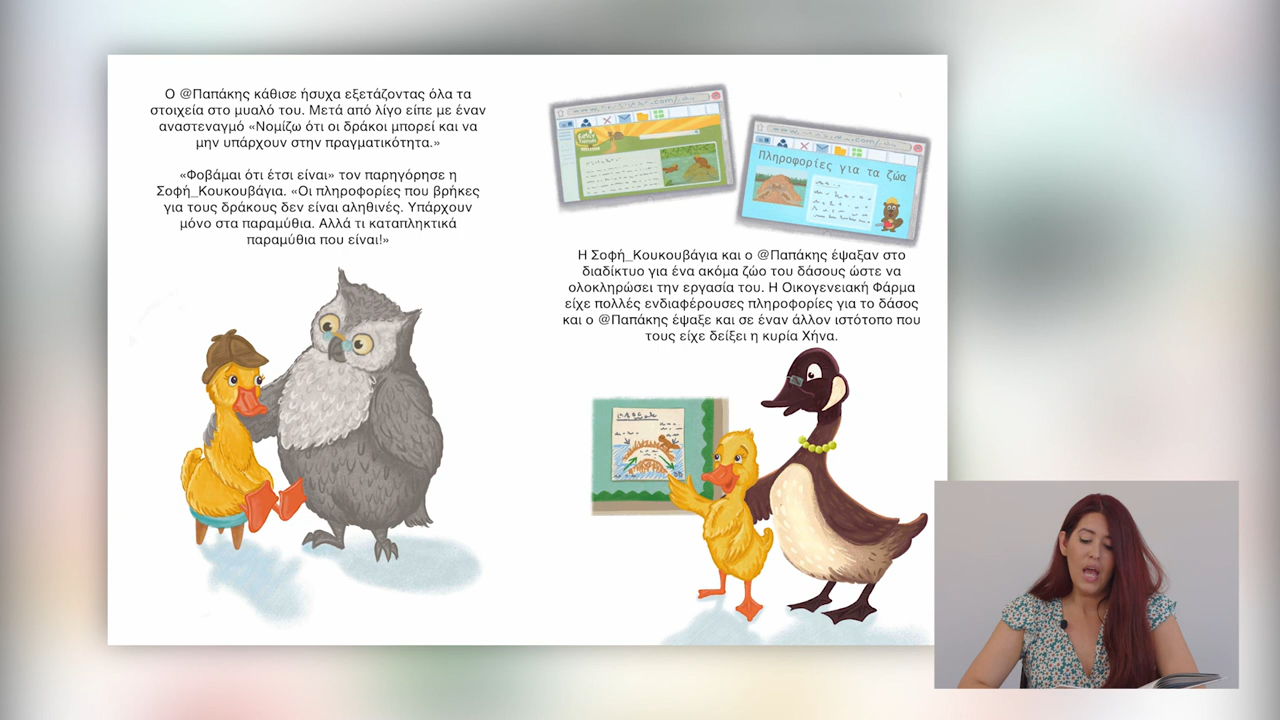 Ο @Παπάκης κάθισε ήσυχα εξετάζοντας όλα τα
στοιχεία στο μυαλό του. Μετά από λίγο είπε με έναν
αναστεναγμό «Νομίζω ότι οι δράκοι μπορεί και να
μην υπάρχουν στην πραγματικότητα.»
«Φοβάμαι ότι έτσι είναι» τον παρηγόρησε η
Σοφή_Κουκουβάγια. «Οι πληροφορίες που βρήκες
για τους δράκους δεν είναι αληθινές. Υπάρχουν
μόνο στα παραμύθια. Αλλά τι καταπληκτικά
παραμύθια που είναι!»
Πληροφορίες για τα ζώα
Η Σοφή_Κουκουβάγια και ο @Παπάκης έψαξαν στο
διαδίκτυο για ένα ακόμα ζώο του δάσους ώστε να
ολοκληρώσει την εργασία του. Η Οικογενειακή Φάρμα
είχε πολλές ενδιαφέρουσες πληροφορίες για το δάσος
και ο @Παπάκης έψαξε και σε έναν άλλον ιστότοπο που
τους είχε δείξει η κυρία Χήνα.